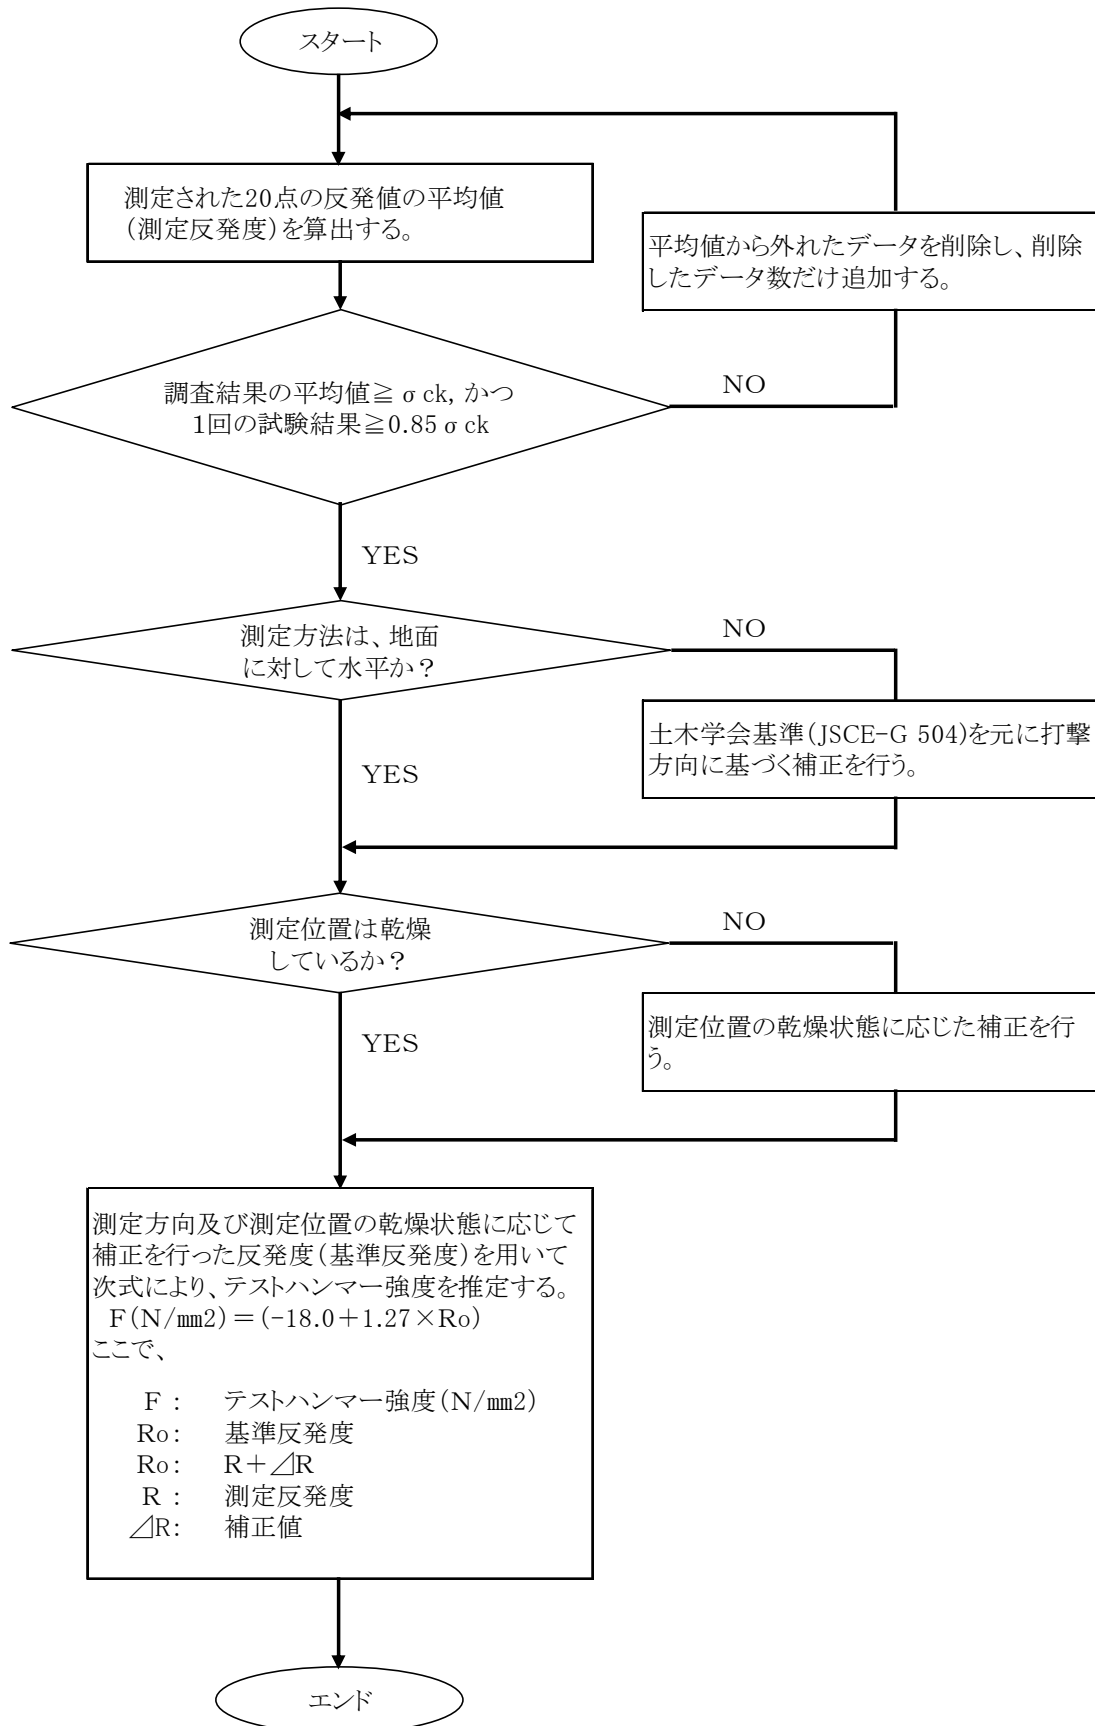 スタート
測定された20点の反発値の平均値
(測定反発度)を算出する。
平均値から外れたデータを削除し、削除
したデータ数だけ追加する。
調査結果の平均値≧σck,かつ
1回の試験結果≧0.85σck
NO
YES
測定方法は、地面
に対して水平か？
NO
土木学会基準(JSCE-G 504)を元に打撃
方向に基づく補正を行う。
YES
測定位置は乾燥
しているか？
NO
測定位置の乾燥状態に応じた補正を行
う。
YES
測定方向及び測定位置の乾燥状態に応じて
補正を行った反発度(基準反発度)を用いて
次式により、テストハンマー強度を推定する。
F(N/㎜2)＝(-18.0＋1.27×Ro)
ここで、
F： テストハンマー強度(N/㎜2)
Ro： 基準反発度
Ro： R＋⊿R
R： 測定反発度
⊿R： 補正値
エンド